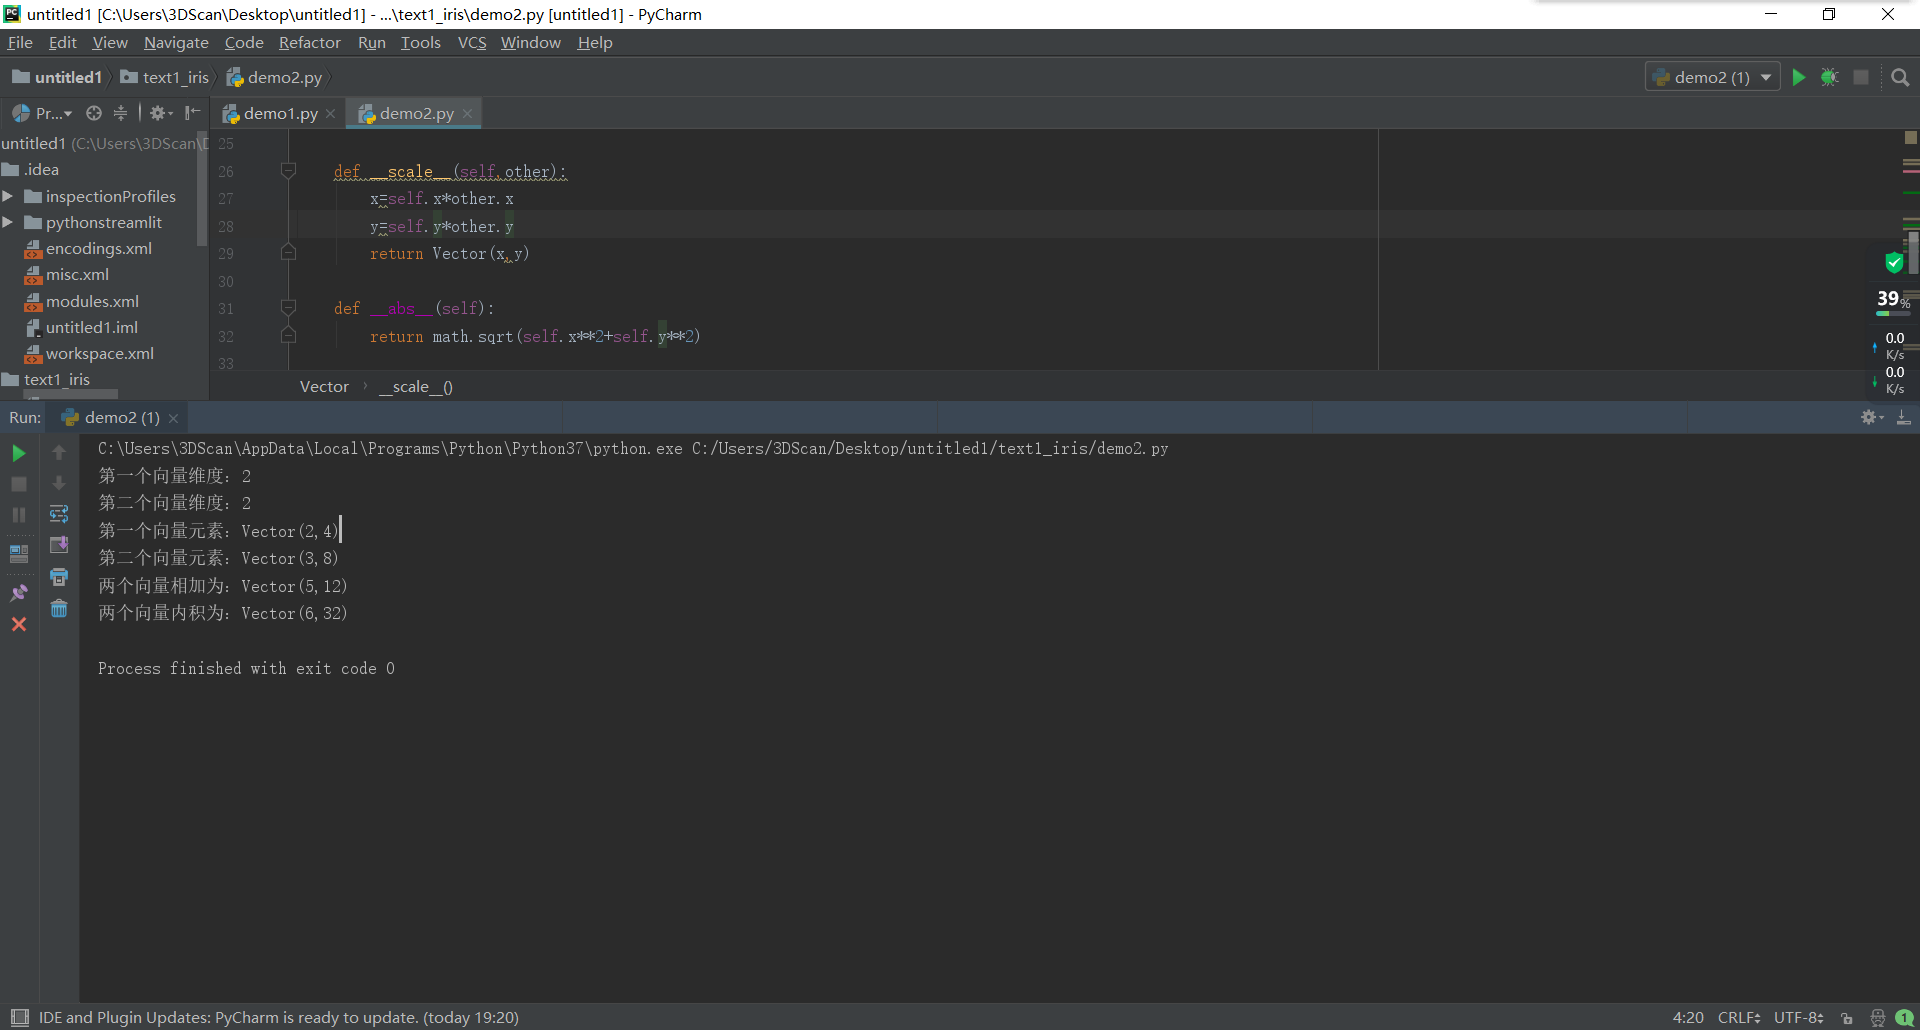 untitled1 [C:\Users\3DScan\Desktop\untitled1] - ...\text1_iris\demo2.py [untitled1] - PyCharm
File Edit View Navigate Code Refactor Run Tools VCS Window Help
untitled1 text1_iris demo2.py demo2 (1)
Pr... demo1.py demo2.py
untitled1 (C:\Users\3DScan\D
.idea
inspectionProfiles
pythonstreamlit
encodings.xml
misc.xml
modules.xml
untitled1.iml
workspace.xml
text1_iris
25
26 def __scale__(self,other):
27 x=self.x*other.x
28 y=self.y*other.y
29 return Vector(x,y)
30
31 def __abs__(self):
32 return math.sqrt(self.x**2+self.y**2)
33
Vector › __scale__()
39%
0.0
K/s
0.0
K/s
Run: demo2 (1)
C:\Users\3DScan\AppData\Local\Programs\Python\Python37\python.exe C:/Users/3DScan/Desktop/untitled1/text1_iris/demo2.py
第一个向量维度：2
第二个向量维度：2
第一个向量元素：Vector(2,4)
第二个向量元素：Vector(3,8)
两个向量相加为：Vector(5,12)
两个向量内积为：Vector(6,32)
Process finished with exit code 0
IDE and Plugin Updates: PyCharm is ready to update. (today 19:20) 4:20 CRLF UTF-8 1